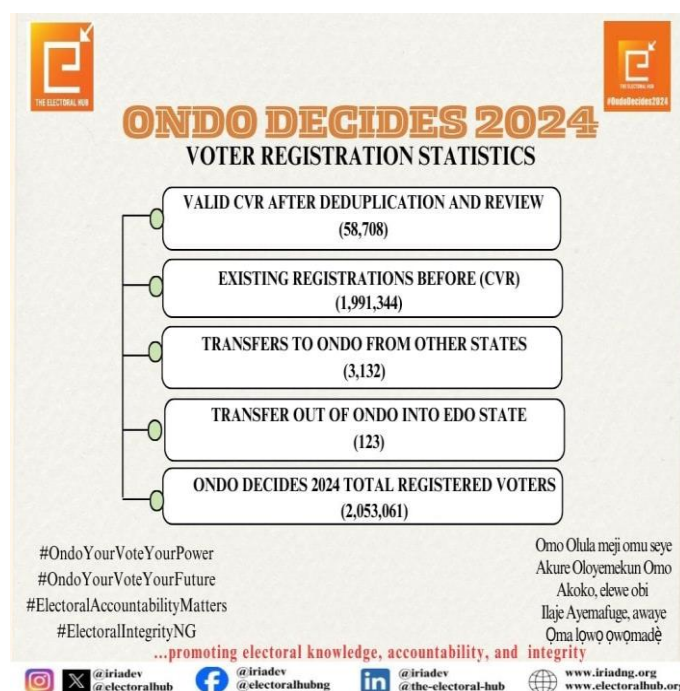 THE ELECTORAL HUB
#OndoDecides2024
ONDO DECIDES 2024
VOTER REGISTRATION STATISTICS
VALID CVR AFTER DEDUPLICATION AND REVIEW
(58,708)
EXISTING REGISTRATIONS BEFORE (CVR)
(1,991,344)
TRANSFERS TO ONDO FROM OTHER STATES
(3,132)
TRANSFER OUT OF ONDO INTO EDO STATE
(123)
ONDO DECIDES 2024 TOTAL REGISTERED VOTERS
(2,053,061)
#OndoYourVoteYourPower
#OndoYourVoteYourFuture
#ElectoralAccountabilityMatters
#ElectoralIntegrityNG
Omo Olula meji omu seye
Akure Oloyemekun Omo
Akoko, elewe obi
Ilaje Ayemafuge, awaye
Ọma lọwọ ọwọmadẹ̀
...promoting electoral knowledge, accountability, and integrity
@iriadev
@electoralhub
@iriadev
@electoralhubng
@iriadev
@the-electoral-hub
www.iriadng.org
www.electoralhub.org